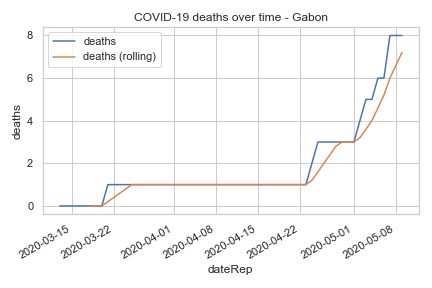 COVID-19 deaths over time - Gabon
deaths
deaths (rolling)
8
6
4
2
0
deaths
2020-03-15
2020-03-22
2020-04-01
2020-04-08
2020-04-15
2020-04-22
2020-05-01
2020-05-08
dateRep